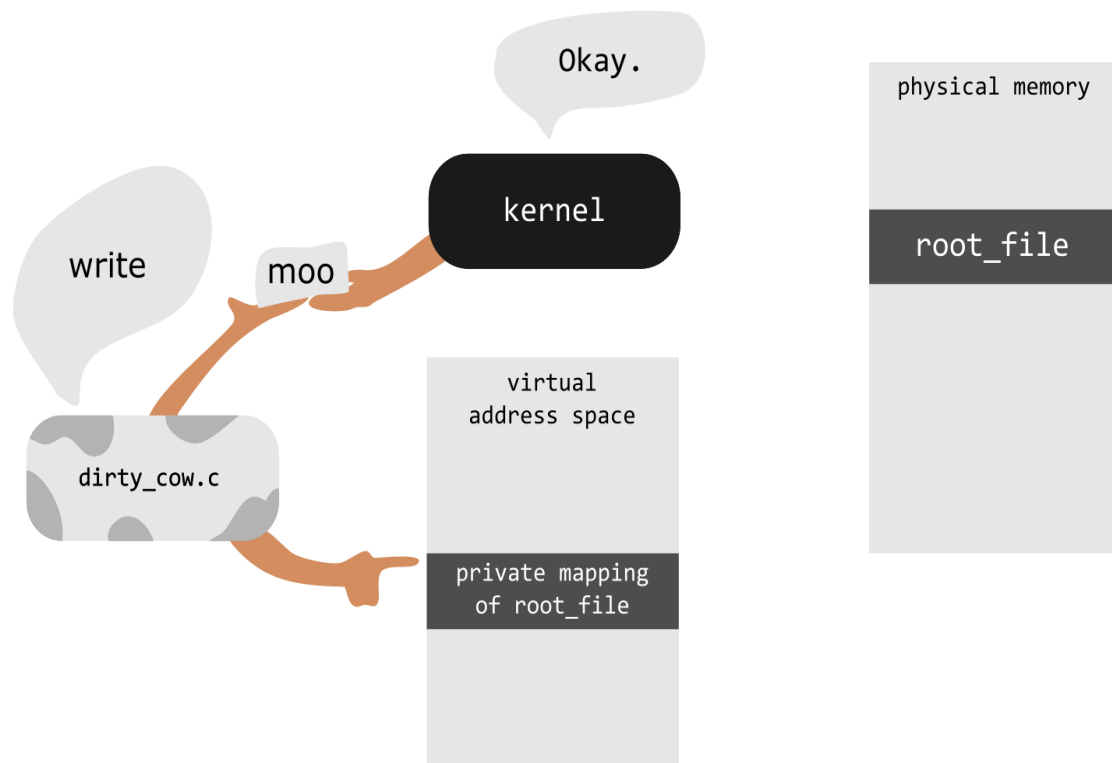 Okay.
physical memory
kernel
root_file
write
moo
virtual
address space
dirty_cow.c
private mapping
of root_file